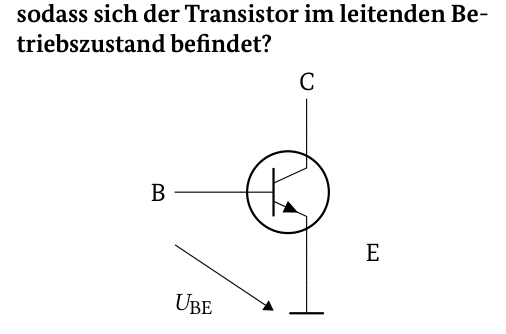 sodass sich der Transistor im leitenden Be-
triebszustand befindet?
C
B
E
UBE